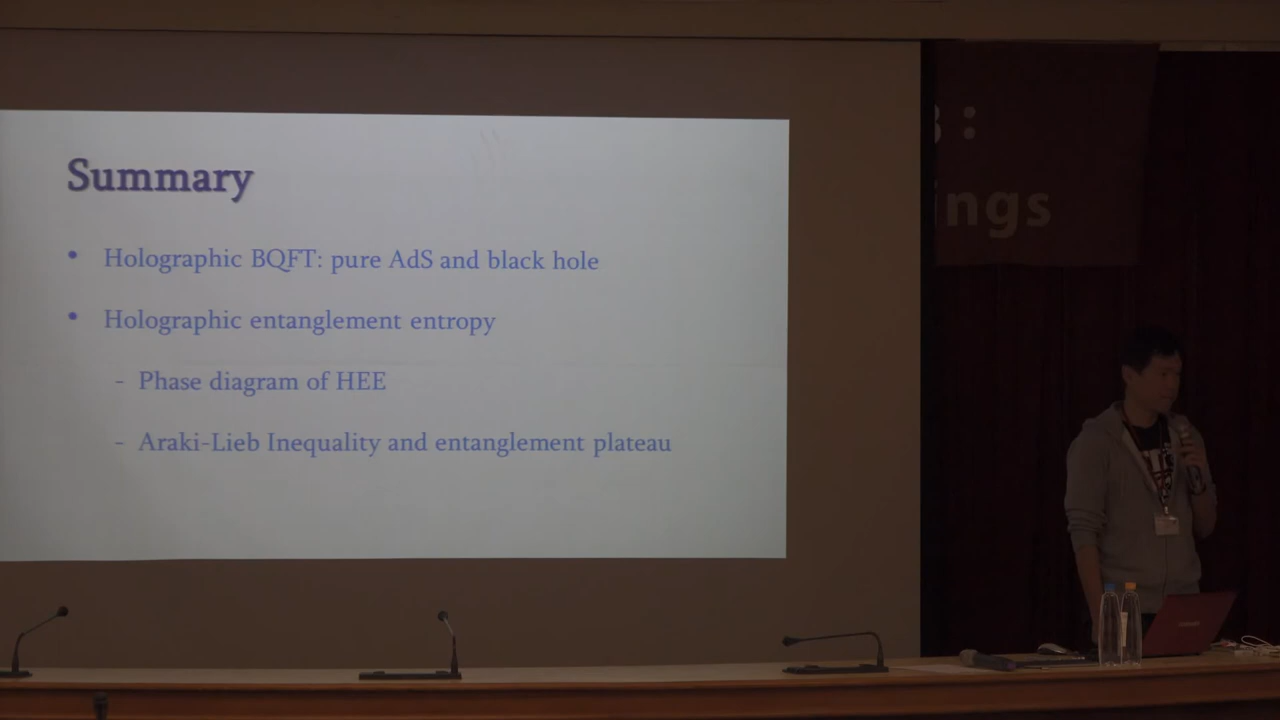 Summary
• Holographic BQFT: pure AdS and black hole
• Holographic entanglement entropy
- Phase diagram of HEE
- Araki-Lieb Inequality and entanglement plateau
:
ngs